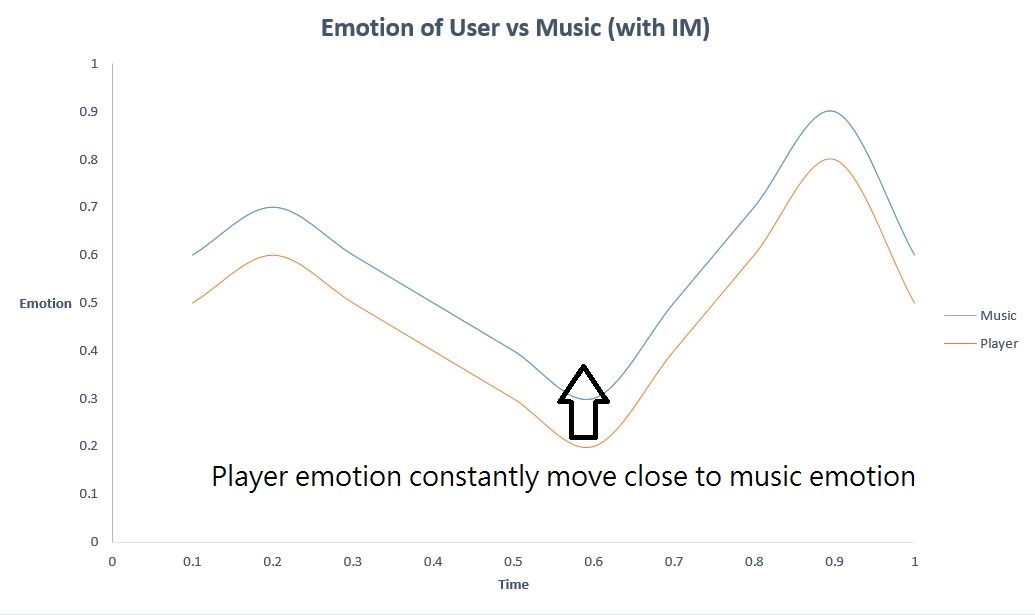 Emotion of User vs Music (with IM)
1
0.9
0.8
0.7
0.6
Emotion 0.5
0.4
0.3
0.2
0.1
0
Music
Player
Player emotion constantly move close to music emotion
0 0.1 0.2 0.3 0.4 0.5 0.6 0.7 0.8 0.9 1
Time